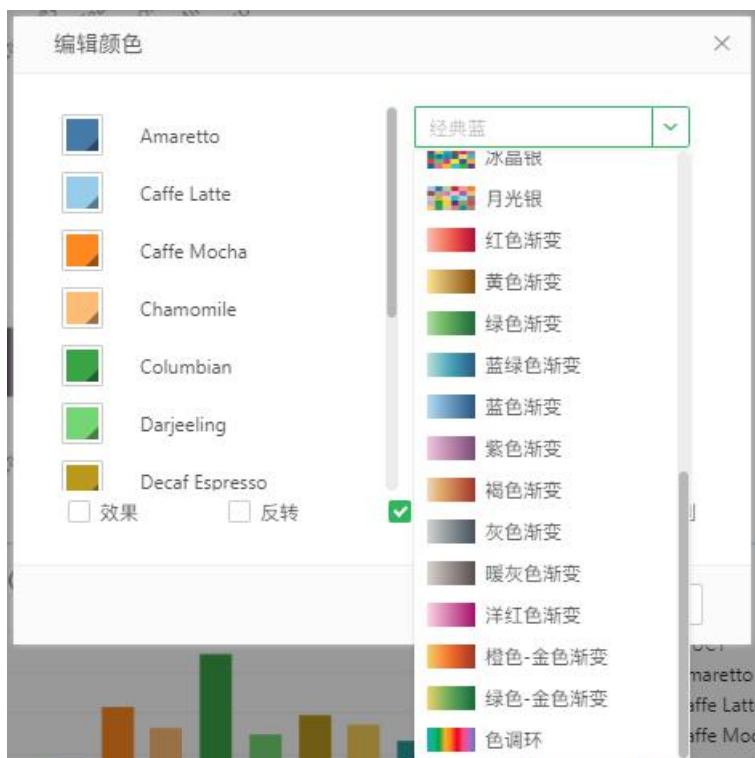 编辑颜色
Amaretto
Caffe Latte
Caffe Mocha
Chamomile
Columbian
Darjeeling
Decaf Espresso
效果
反转
经典蓝
冰晶银
月光银
红色渐变
黄色渐变
绿色渐变
蓝绿色渐变
蓝色渐变
紫色渐变
褐色渐变
灰色渐变
暖灰色渐变
洋红色渐变
橙色-金色渐变
绿色-金色渐变
色调环
maretto
affe Latt
affe Moc